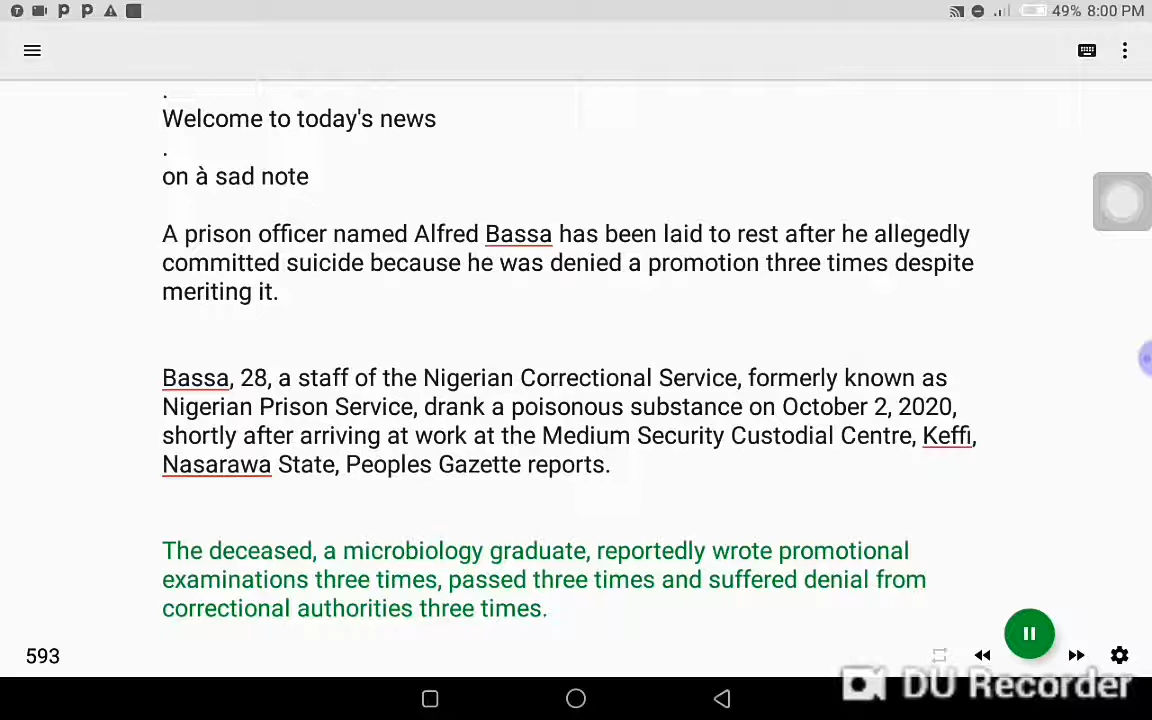 49% 8:00 PM
.
Welcome to today's news
.
on à sad note
A prison officer named Alfred Bassa has been laid to rest after he allegedly
committed suicide because he was denied a promotion three times despite
meriting it.
Bassa, 28, a staff of the Nigerian Correctional Service, formerly known as
Nigerian Prison Service, drank a poisonous substance on October 2, 2020,
shortly after arriving at work at the Medium Security Custodial Centre, Keffi,
Nasarawa State, Peoples Gazette reports.
The deceased, a microbiology graduate, reportedly wrote promotional
examinations three times, passed three times and suffered denial from
correctional authorities three times.
593
DU Recorder